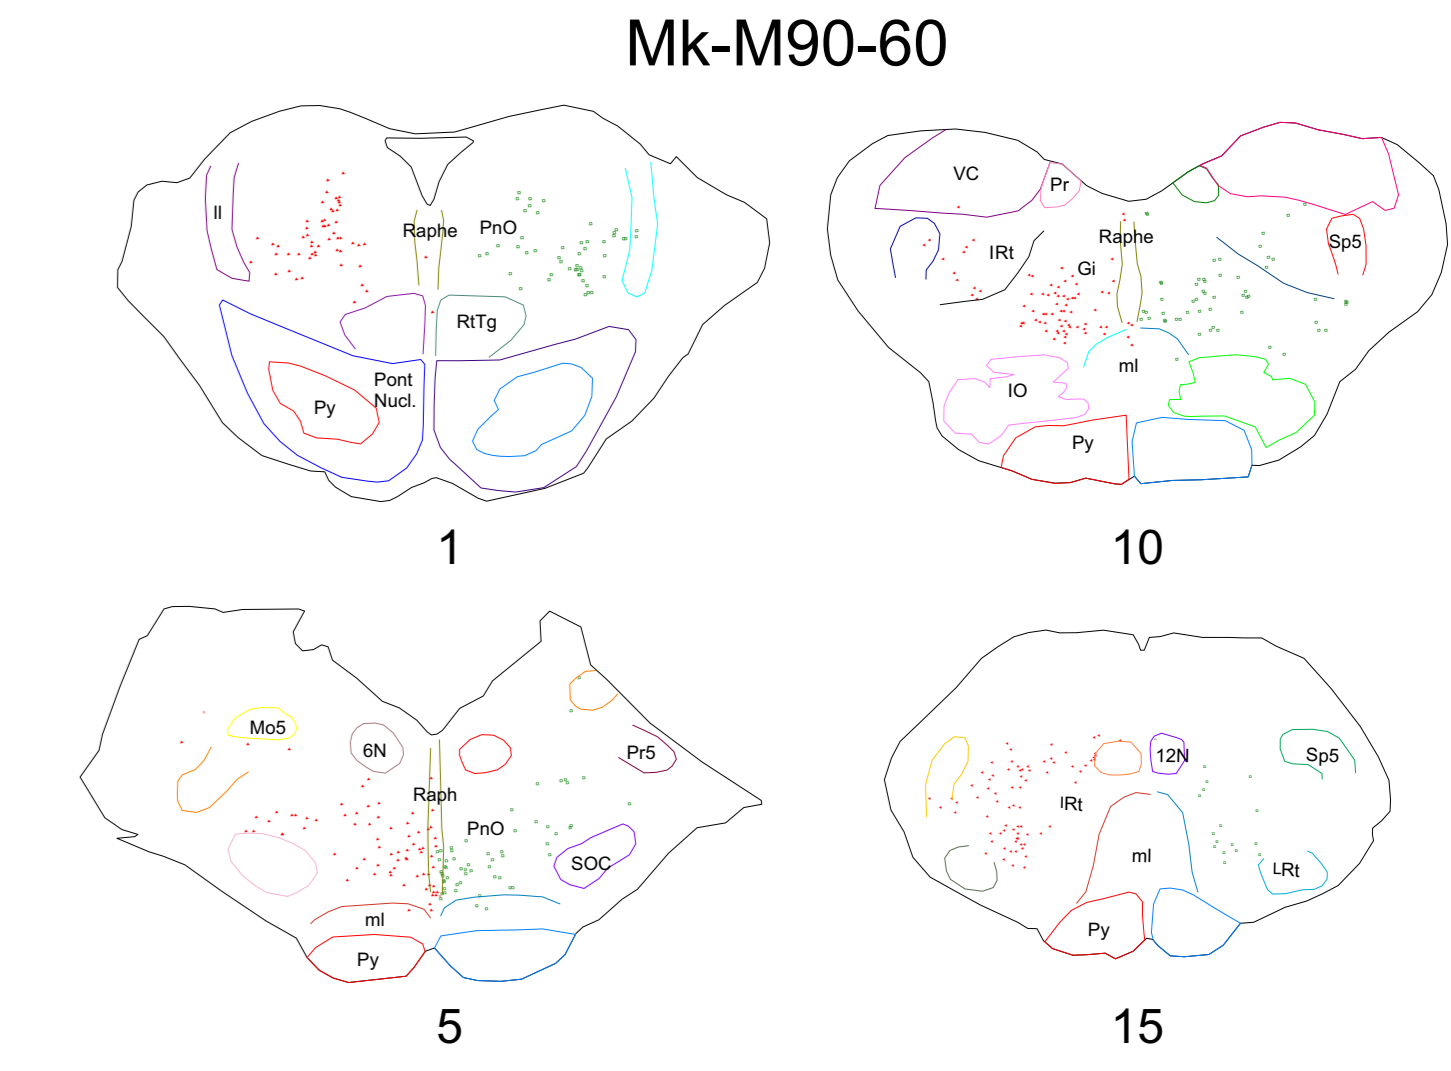 Mk-M90-60
ll
Raphe
PnO
RtTg
Pont
Nucl.
Py
1
VC
Pr
IRt
Raphe
Sp5
Gi
ml
IO
Py
10
Mo5
6N
Pr5
Raph
PnO
SOC
ml
Py
5
12N
Sp5
IRt
ml
LRt
Py
15